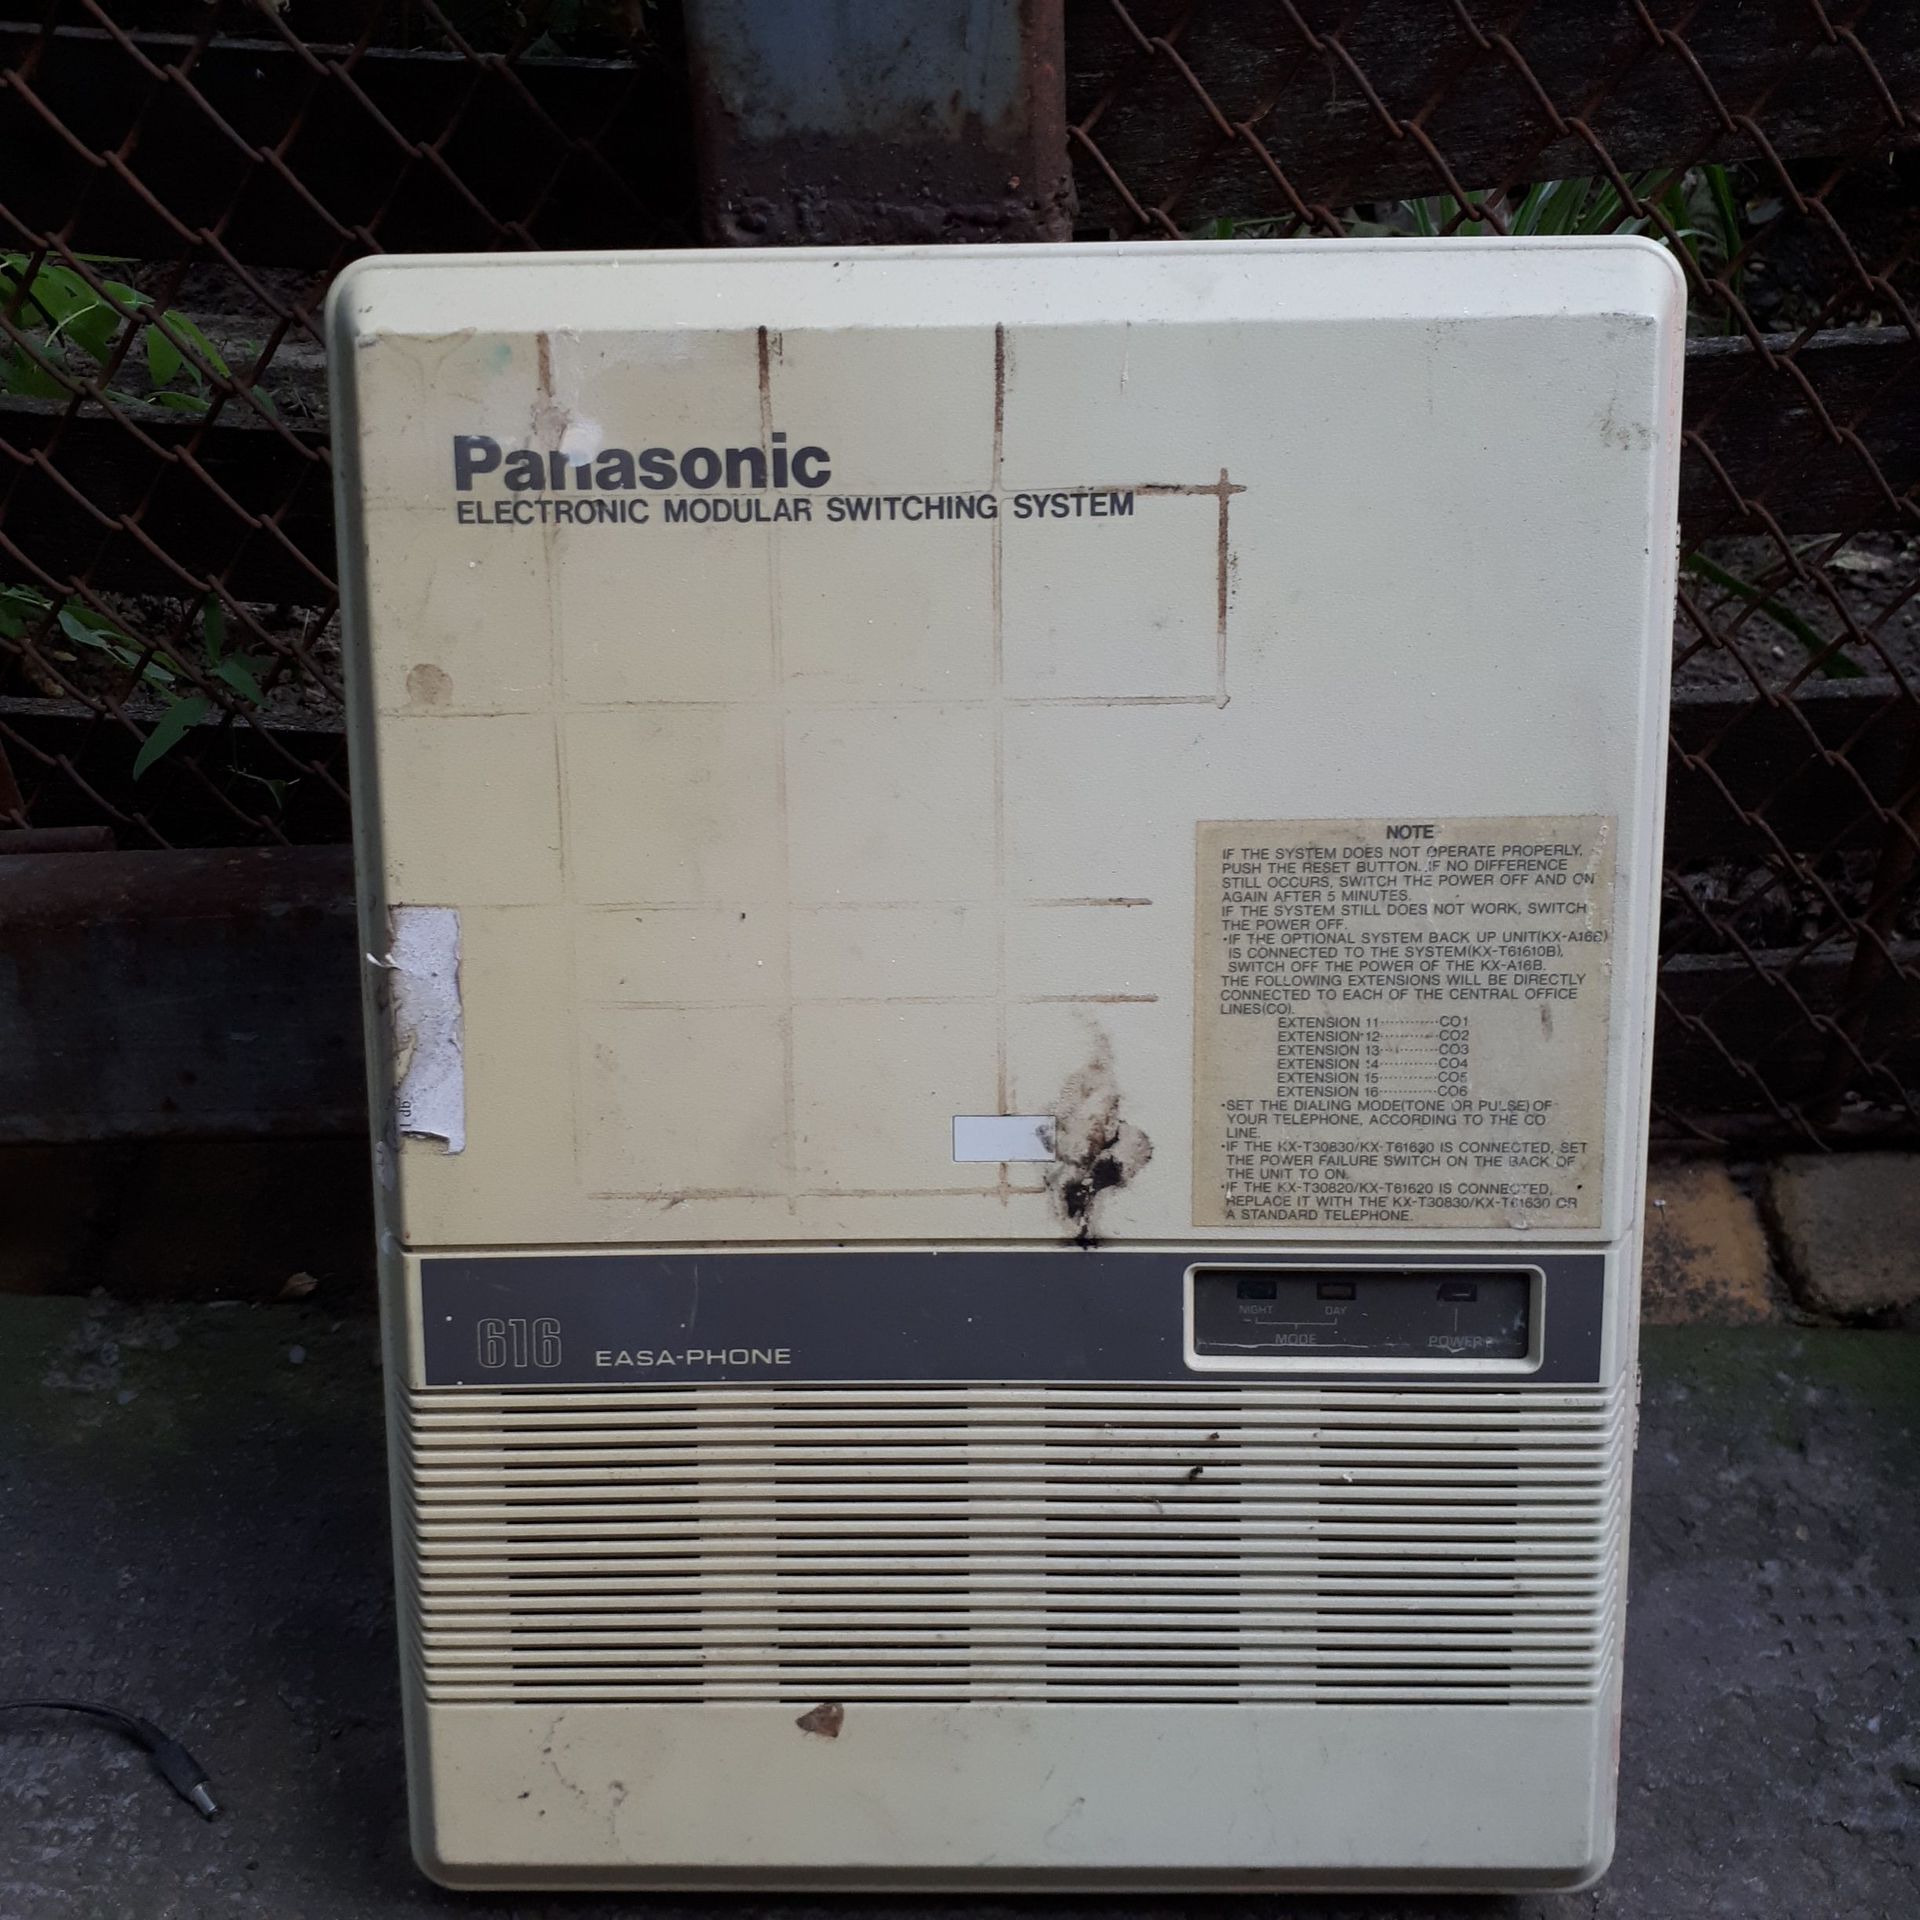 Panasonic
ELECTRONIC MODULAR SWITCHING SYSTEM
NOTE
IF THE SYSTEM DOES NOT OPERATE PROPERLY,
PUSH THE RESET BUTTON. IF NO DIFFERENCE
STILL OCCURS, SWITCH THE POWER OFF AND ON
AGAIN AFTER 5 MINUTES.
IF THE SYSTEM STILL DOES NOT WORK, SWITCH
THE POWER OFF.
•IF THE OPTIONAL SYSTEM BACK UP UNIT(KX-A16B)
IS CONNECTED TO THE SYSTEM(KX-T61610B),
SWITCH OFF THE POWER OF THE KX-A16B.
THE FOLLOWING EXTENSIONS WILL BE DIRECTLY
CONNECTED TO EACH OF THE CENTRAL OFFICE
LINES(CO).
EXTENSION 11············CO1
EXTENSION 12············CO2
EXTENSION 13············CO3
EXTENSION 14············CO4
EXTENSION 15············CO5
EXTENSION 16············CO6
•SET THE DIALING MODE(TONE OR PULSE) OF
YOUR TELEPHONE, ACCORDING TO THE CO
LINE.
•IF THE KX-T30830/KX-T61630 IS CONNECTED, SET
THE POWER FAILURE SWITCH ON THE BACK OF
THE UNIT TO ON.
•IF THE KX-T30820/KX-T61620 IS CONNECTED,
REPLACE IT WITH THE KX-T30830/KX-T61630 OR
A STANDARD TELEPHONE.
616 EASA-PHONE
NIGHT DAY
MODE POWER